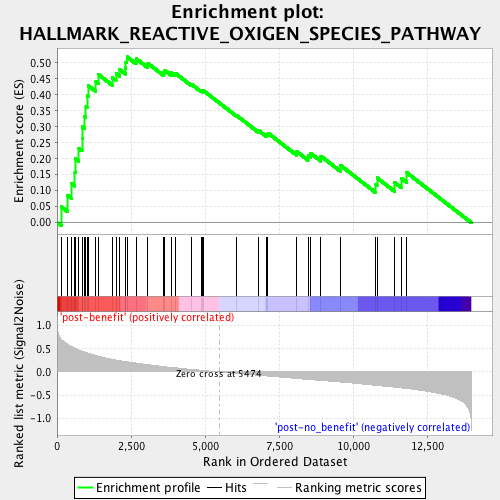 Enrichment plot:
HALLMARK_REACTIVE_OXIGEN_SPECIES_PATHWAY
Enrichment score (ES)
0.50
0.45
0.40
0.35
0.30
0.25
0.20
0.15
0.10
0.05
0.00
'post-benefit' (positively correlated)
Ranked list metric (Signal2Noise)
1.0
0.5
0.0
-0.5
-1.0
Zero cross at 5474
'post-no_benefit' (negatively correlated)
0
2,500
5,000
7,500
10,000
12,500
Rank in Ordered Dataset
Enrichment profile
Hits
Ranking metric scores